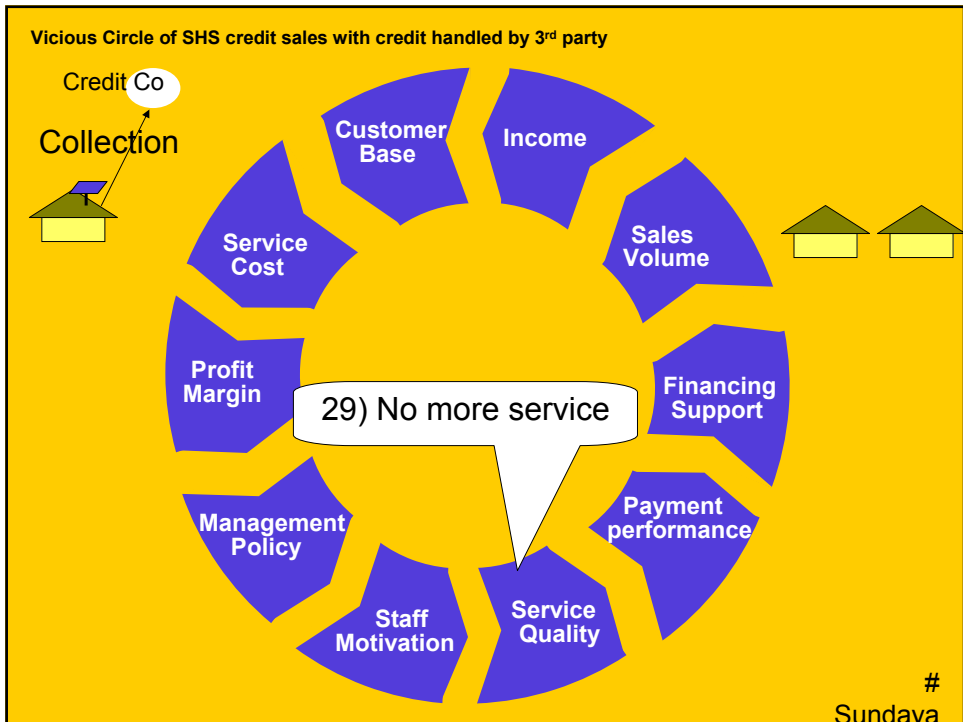 Vicious Circle of SHS credit sales with credit handled by 3rd party
Credit Co
Collection
Customer
Base
Income
Sales
Volume
Service
Cost
Profit
Margin
29) No more service
Financing
Support
Payment
performance
Management
Policy
Staff
Motivation
Service
Quality
#
Sundaya